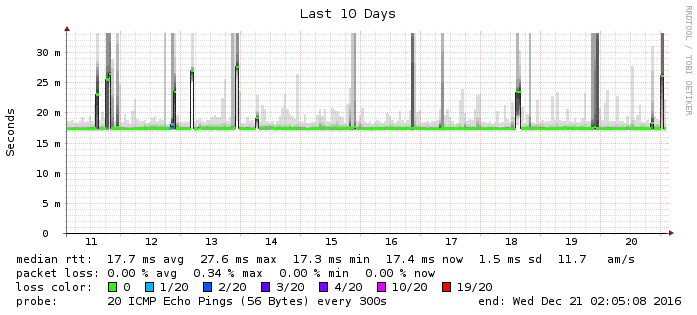 Last 10 Days
RRDTOOL / TOBI OETIKER
Seconds
30 m
25 m
20 m
15 m
10 m
5 m
0
11 12 13 14 15 16 17 18 19 20
median rtt: 17.7 ms avg 27.6 ms max 17.3 ms min 17.4 ms now 1.5 ms sd 11.7 am/s
packet loss: 0.00 % avg 0.34 % max 0.00 % min 0.00 % now
loss color: 0 1/20 2/20 3/20 4/20 10/20 19/20
probe: 20 ICMP Echo Pings (56 Bytes) every 300s end: Wed Dec 21 02:05:08 2016